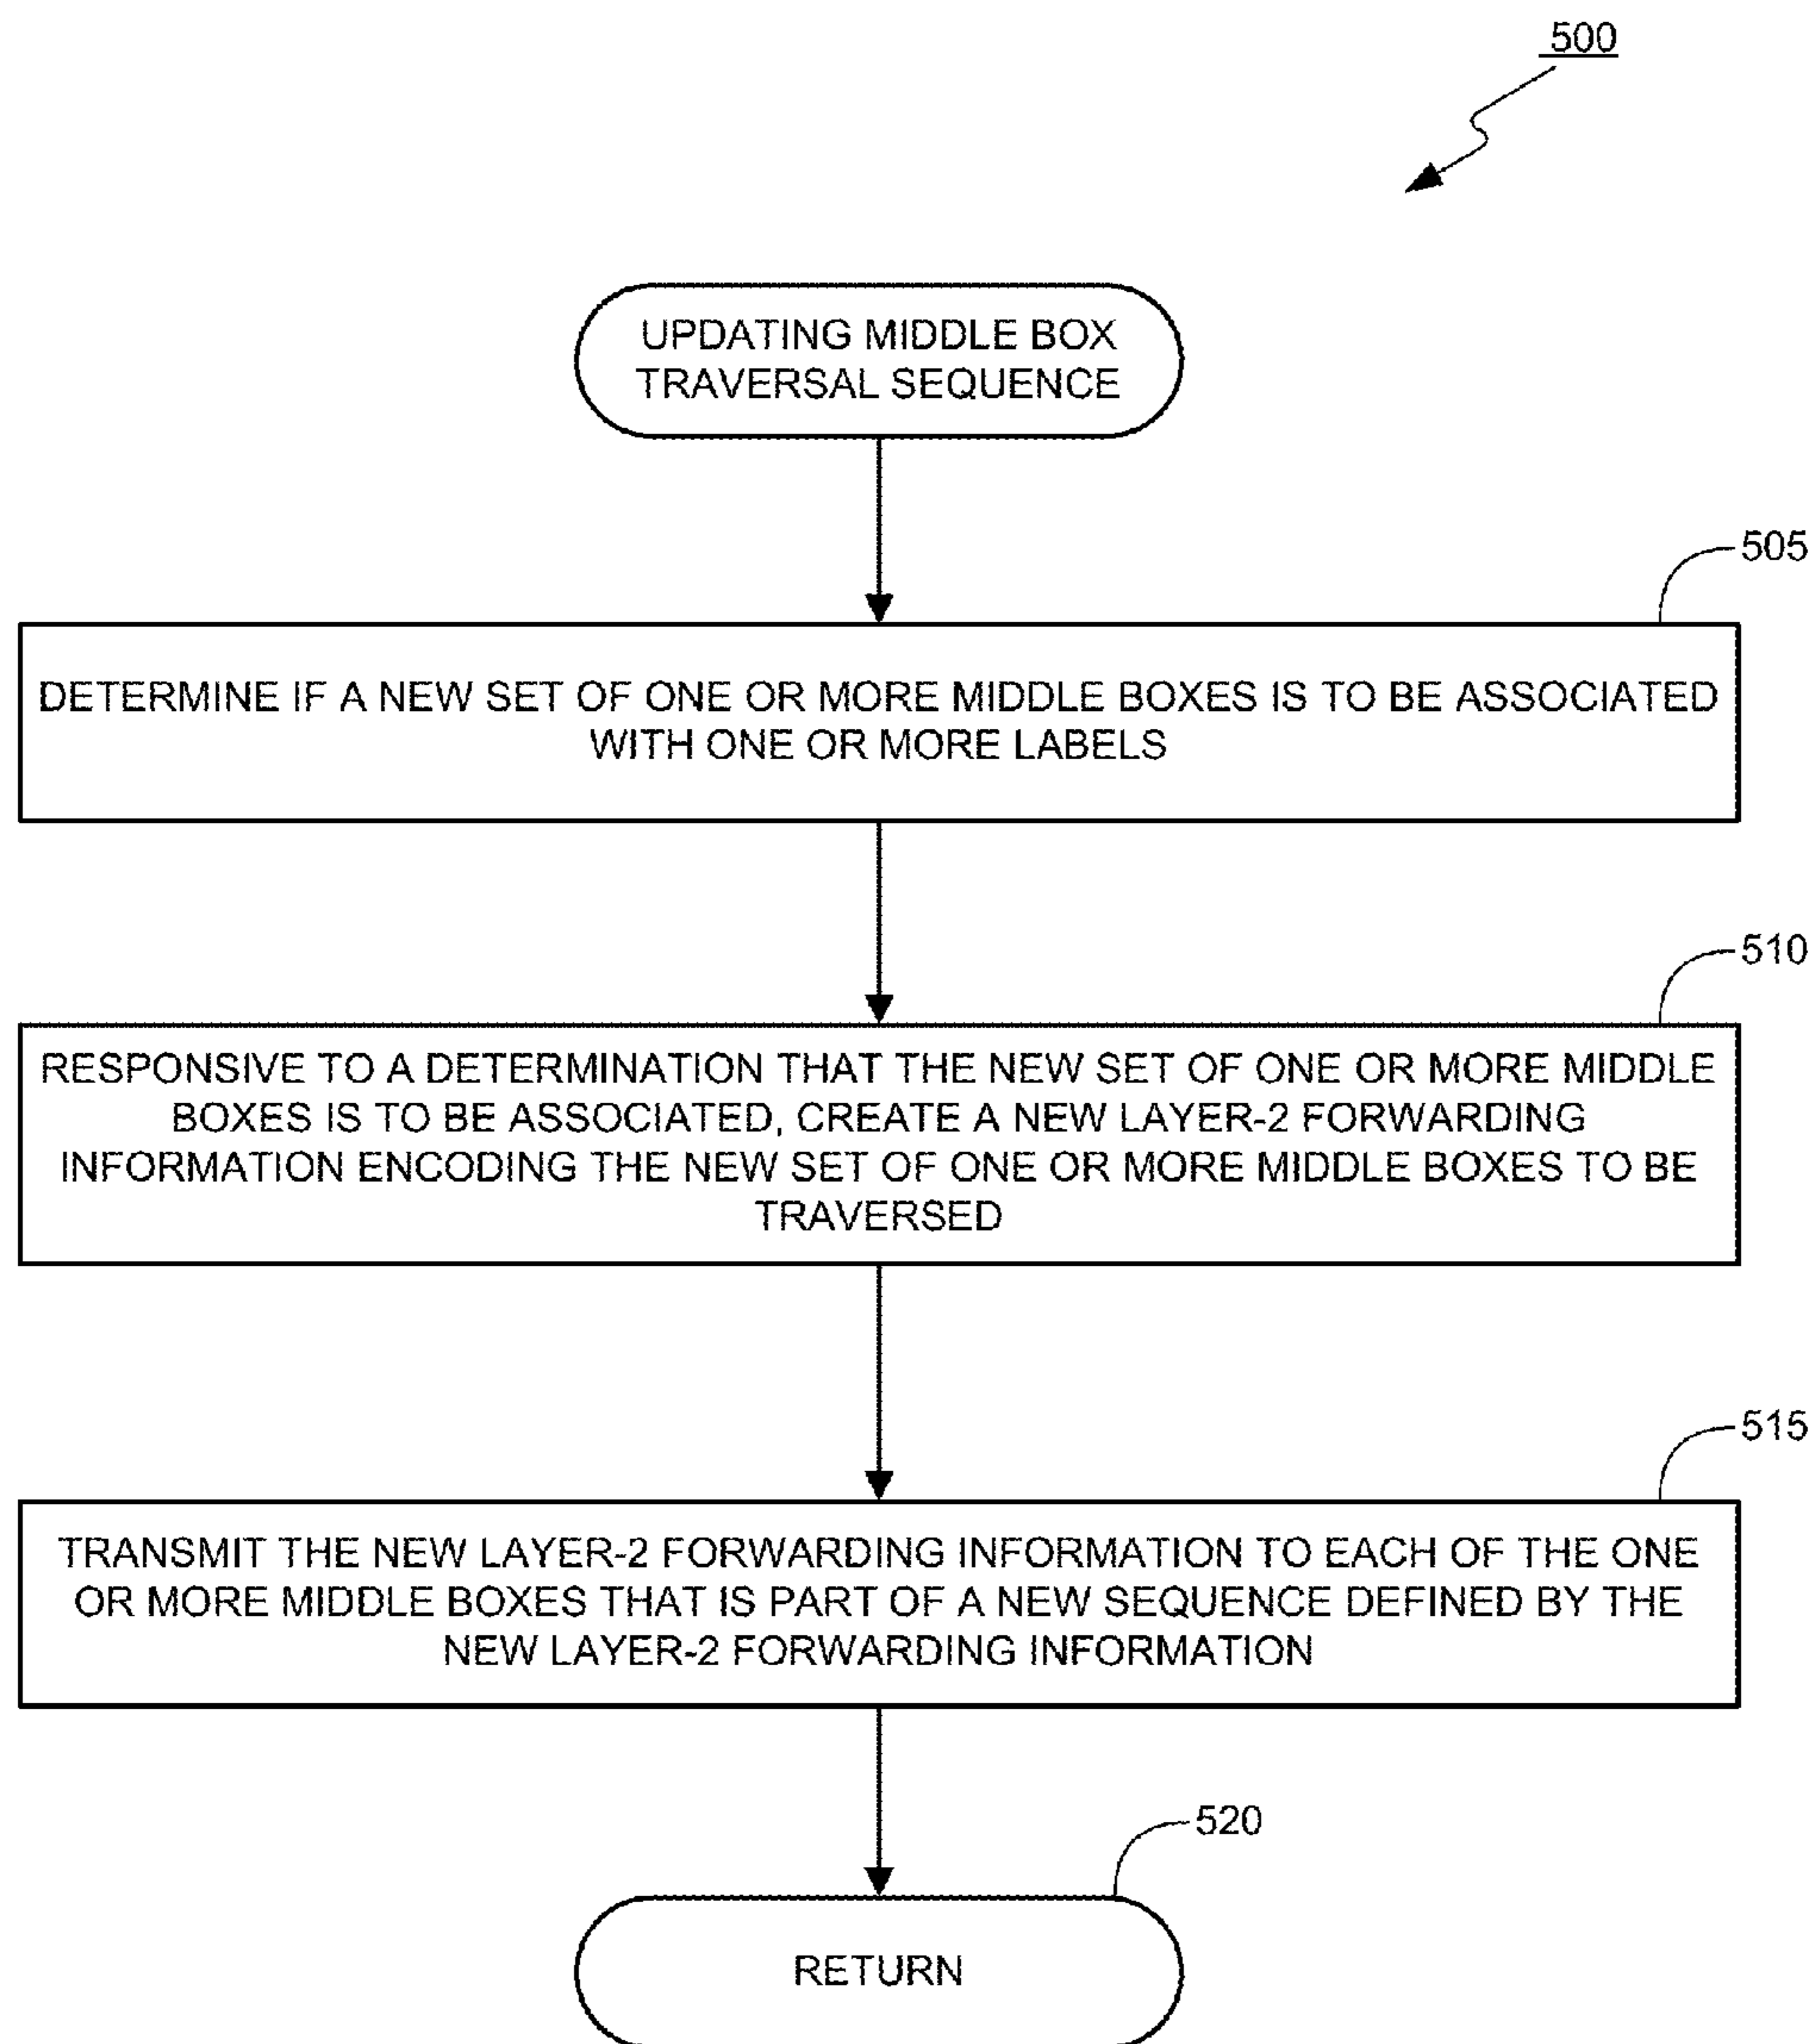 500
UPDATING MIDDLE BOX
TRAVERSAL SEQUENCE
505
DETERMINE IF A NEW SET OF ONE OR MORE MIDDLE BOXES IS TO BE ASSOCIATED
WITH ONE OR MORE LABELS
510
RESPONSIVE TO A DETERMINATION THAT THE NEW SET OF ONE OR MORE MIDDLE
BOXES IS TO BE ASSOCIATED, CREATE A NEW LAYER-2 FORWARDING
INFORMATION ENCODING THE NEW SET OF ONE OR MORE MIDDLE BOXES TO BE
TRAVERSED
515
TRANSMIT THE NEW LAYER-2 FORWARDING INFORMATION TO EACH OF THE ONE
OR MORE MIDDLE BOXES THAT IS PART OF A NEW SEQUENCE DEFINED BY THE
NEW LAYER-2 FORWARDING INFORMATION
520
RETURN